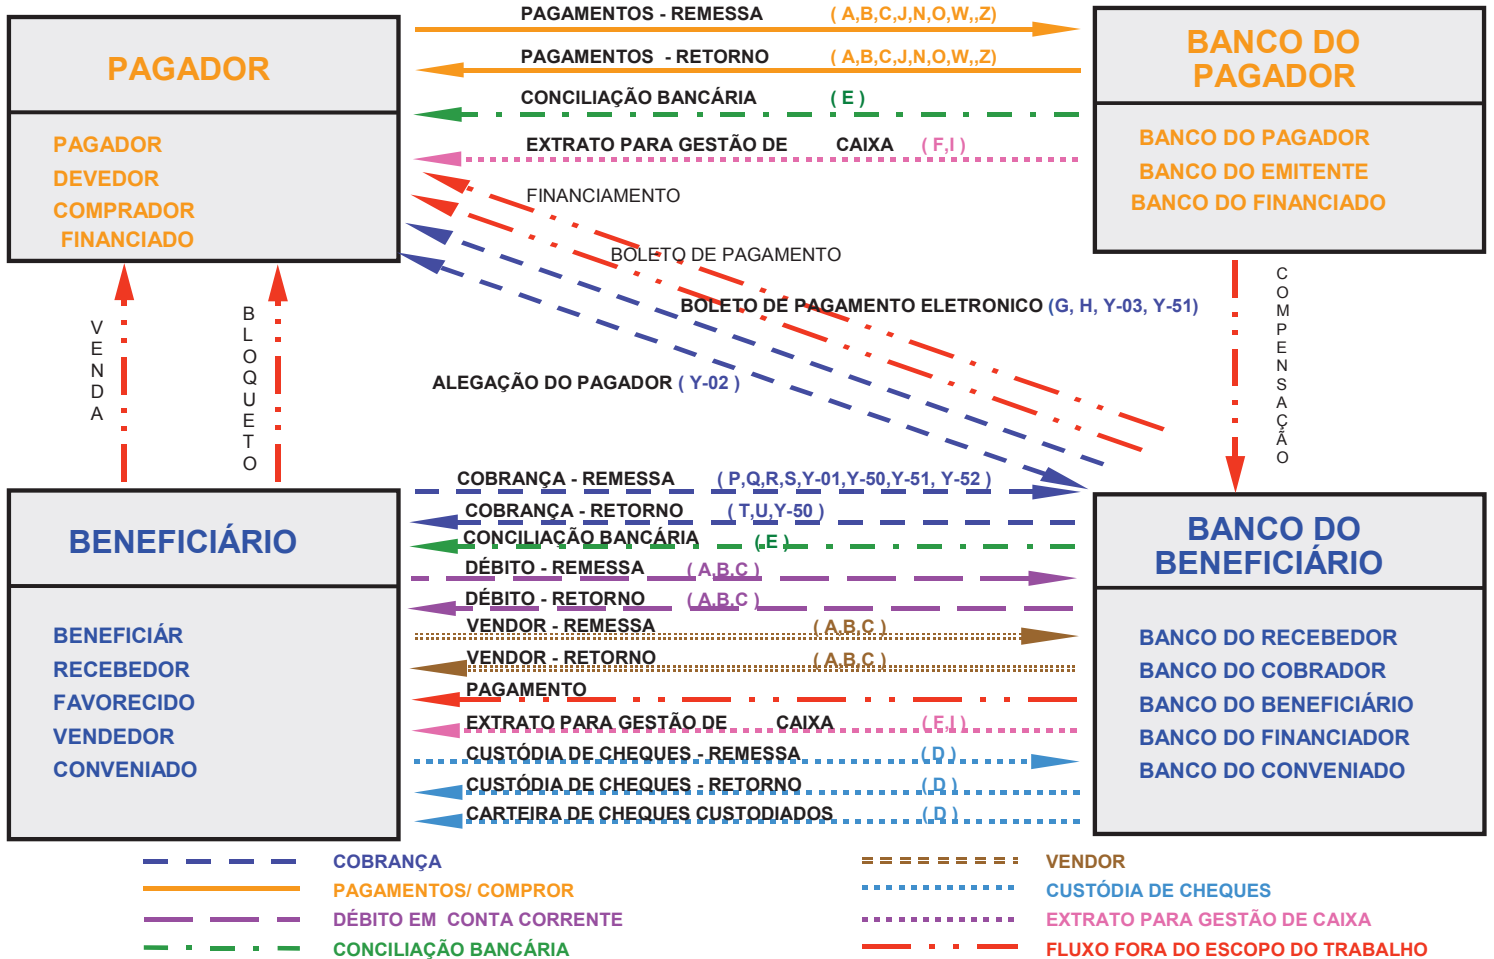 PAGAMENTOS - REMESSA ( A,B,C,J,N,O,W,,Z)
PAGAMENTOS - RETORNO ( A,B,C,J,N,O,W,,Z)
CONCILIAÇÃO BANCÁRIA ( E )
EXTRATO PARA GESTÃO DE CAIXA ( F,I )
FINANCIAMENTO
BOLETO DE PAGAMENTO
BOLETO DE PAGAMENTO ELETRONICO (G, H, Y-03, Y-51)
ALEGAÇÃO DO PAGADOR ( Y-02 )
PAGADOR
PAGADOR
DEVEDOR
COMPRADOR
FINANCIADO
BANCO DO
PAGADOR
BANCO DO PAGADOR
BANCO DO EMITENTE
BANCO DO FINANCIADO
VENDA
BLOQUETO
COMPENSAÇÃO
BENEFICIÁRIO
BENEFICIÁR
RECEBEDOR
FAVORECIDO
VENDEDOR
CONVENIADO
COBRANÇA - REMESSA ( P,Q,R,S,Y-01,Y-50,Y-51, Y-52 )
COBRANÇA - RETORNO ( T,U,Y-50 )
CONCILIAÇÃO BANCÁRIA ( E )
DÉBITO - REMESSA ( A,B,C )
DÉBITO - RETORNO ( A,B,C )
VENDOR - REMESSA ( A,B,C )
VENDOR - RETORNO ( A,B,C )
PAGAMENTO
EXTRATO PARA GESTÃO DE CAIXA ( F,I )
CUSTÓDIA DE CHEQUES - REMESSA ( D )
CUSTÓDIA DE CHEQUES - RETORNO ( D )
CARTEIRA DE CHEQUES CUSTODIADOS ( D )
BANCO DO
BENEFICIÁRIO
BANCO DO RECEBEDOR
BANCO DO COBRADOR
BANCO DO BENEFICIÁRIO
BANCO DO FINANCIADOR
BANCO DO CONVENIADO
COBRANÇA
PAGAMENTOS/ COMPROR
DÉBITO EM CONTA CORRENTE
CONCILIAÇÃO BANCÁRIA
VENDOR
CUSTÓDIA DE CHEQUES
EXTRATO PARA GESTÃO DE CAIXA
FLUXO FORA DO ESCOPO DO TRABALHO